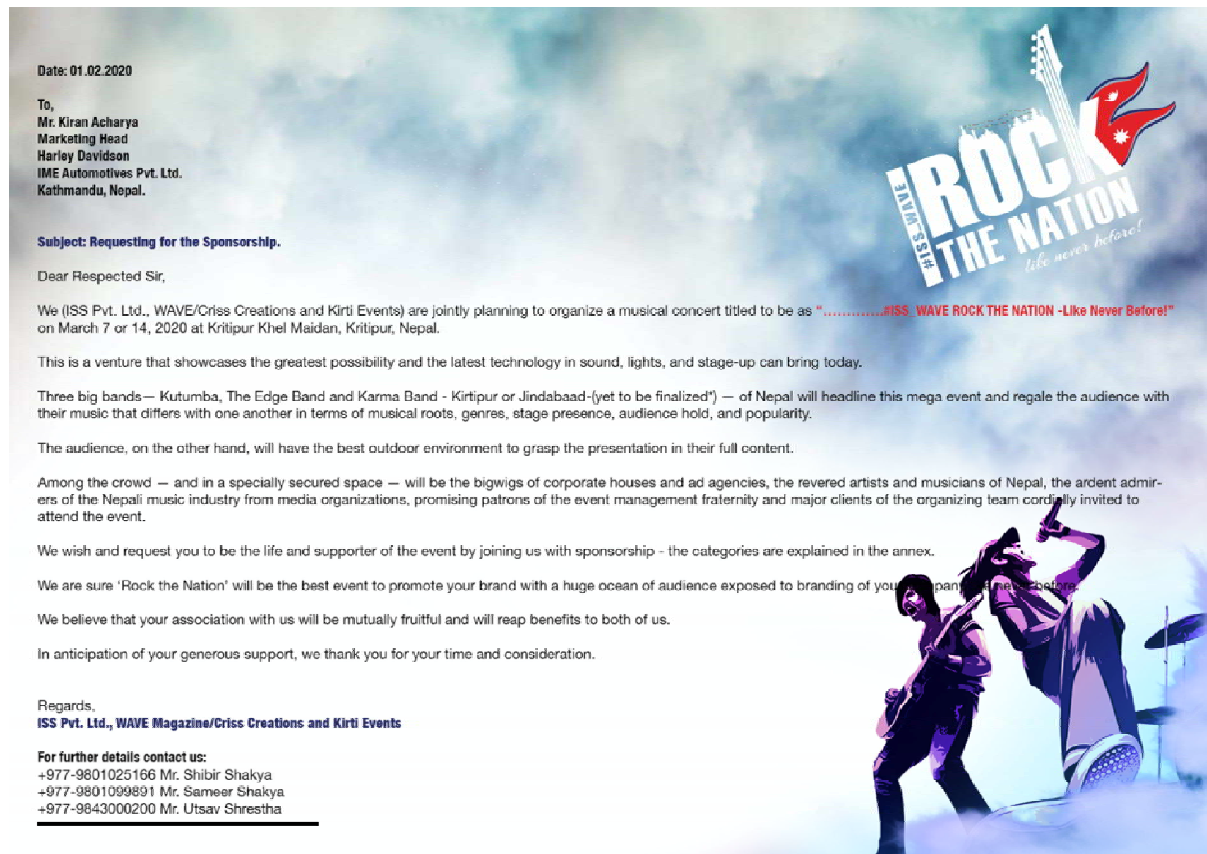 Date: 01.02.2020
To,
Mr. Kiran Acharya
Marketing Head
Harley Davidson
IME Automotives Pvt. Ltd.
Kathmandu, Nepal.
#ISS_WAVE
ROCK
THE NATION
like never before!
Subject: Requesting for the Sponsorship.
Dear Respected Sir,
We (ISS Pvt. Ltd., WAVE/Criss Creations and Kirti Events) are jointly planning to organize a musical concert titled to be as “.............#ISS_WAVE ROCK THE NATION -Like Never Before!”
on March 7 or 14, 2020 at Kritipur Khel Maidan, Kritipur, Nepal.
This is a venture that showcases the greatest possibility and the latest technology in sound, lights, and stage-up can bring today.
Three big bands— Kutumba, The Edge Band and Karma Band - Kirtipur or Jindabaad-(yet to be finalized*) — of Nepal will headline this mega event and regale the audience with
their music that differs with one another in terms of musical roots, genres, stage presence, audience hold, and popularity.
The audience, on the other hand, will have the best outdoor environment to grasp the presentation in their full content.
Among the crowd — and in a specially secured space — will be the bigwigs of corporate houses and ad agencies, the revered artists and musicians of Nepal, the ardent admir-
ers of the Nepali music industry from media organizations, promising patrons of the event management fraternity and major clients of the organizing team cordially invited to
attend the event.
We wish and request you to be the life and supporter of the event by joining us with sponsorship - the categories are explained in the annex.
We are sure ‘Rock the Nation’ will be the best event to promote your brand with a huge ocean of audience exposed to branding of your company like never before.
We believe that your association with us will be mutually fruitful and will reap benefits to both of us.
In anticipation of your generous support, we thank you for your time and consideration.
Regards,
ISS Pvt. Ltd., WAVE Magazine/Criss Creations and Kirti Events
For further details contact us:
+977-9801025166 Mr. Shibir Shakya
+977-9801099891 Mr. Sameer Shakya
+977-9843000200 Mr. Utsav Shrestha